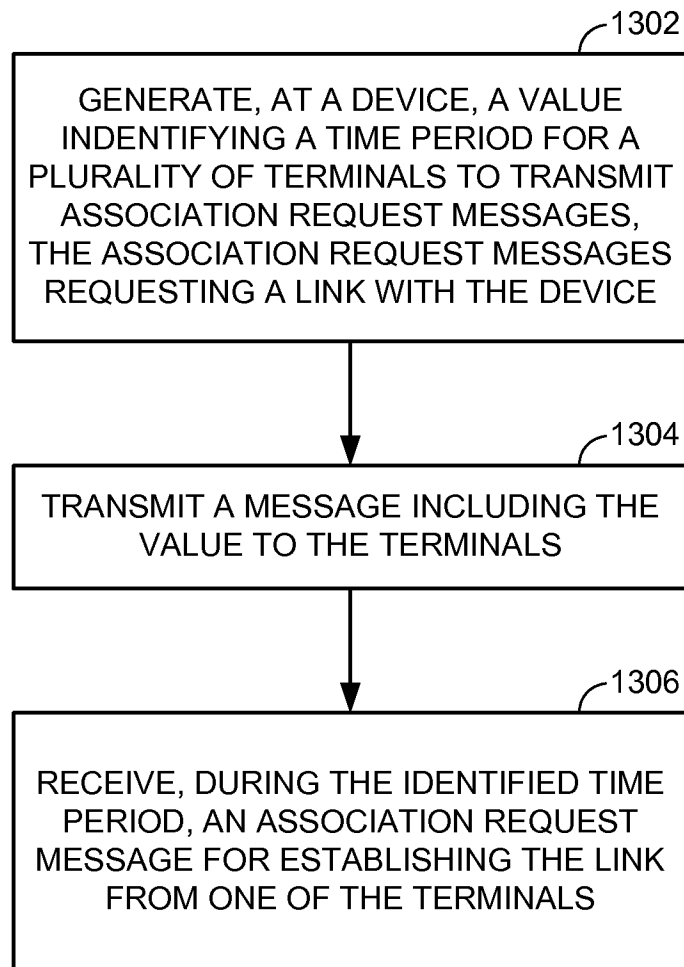 1302
GENERATE, AT A DEVICE, A VALUE
INDENTIFYING A TIME PERIOD FOR A
PLURALITY OF TERMINALS TO TRANSMIT
ASSOCIATION REQUEST MESSAGES,
THE ASSOCIATION REQUEST MESSAGES
REQUESTING A LINK WITH THE DEVICE
1304
TRANSMIT A MESSAGE INCLUDING THE
VALUE TO THE TERMINALS
1306
RECEIVE, DURING THE IDENTIFIED TIME
PERIOD, AN ASSOCIATION REQUEST
MESSAGE FOR ESTABLISHING THE LINK
FROM ONE OF THE TERMINALS